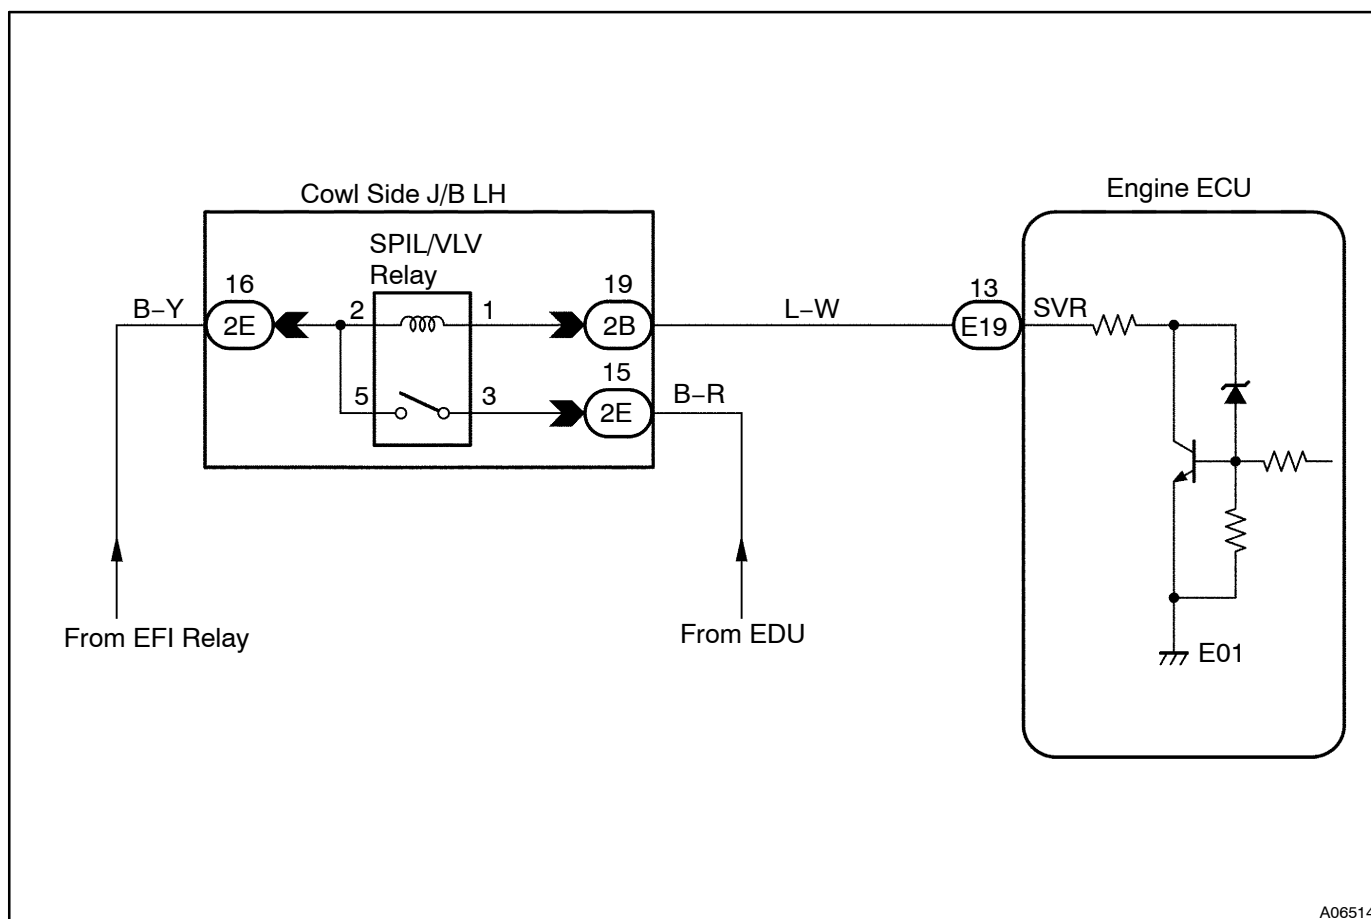 Cowl Side J/B LH
Engine ECU
SPIL/VLV
Relay
16
2
1
19
13
B–Y
2E
2B
L–W
E19
SVR
5
3
15
2E
B–R
From EFI Relay
From EDU
E01
A06514